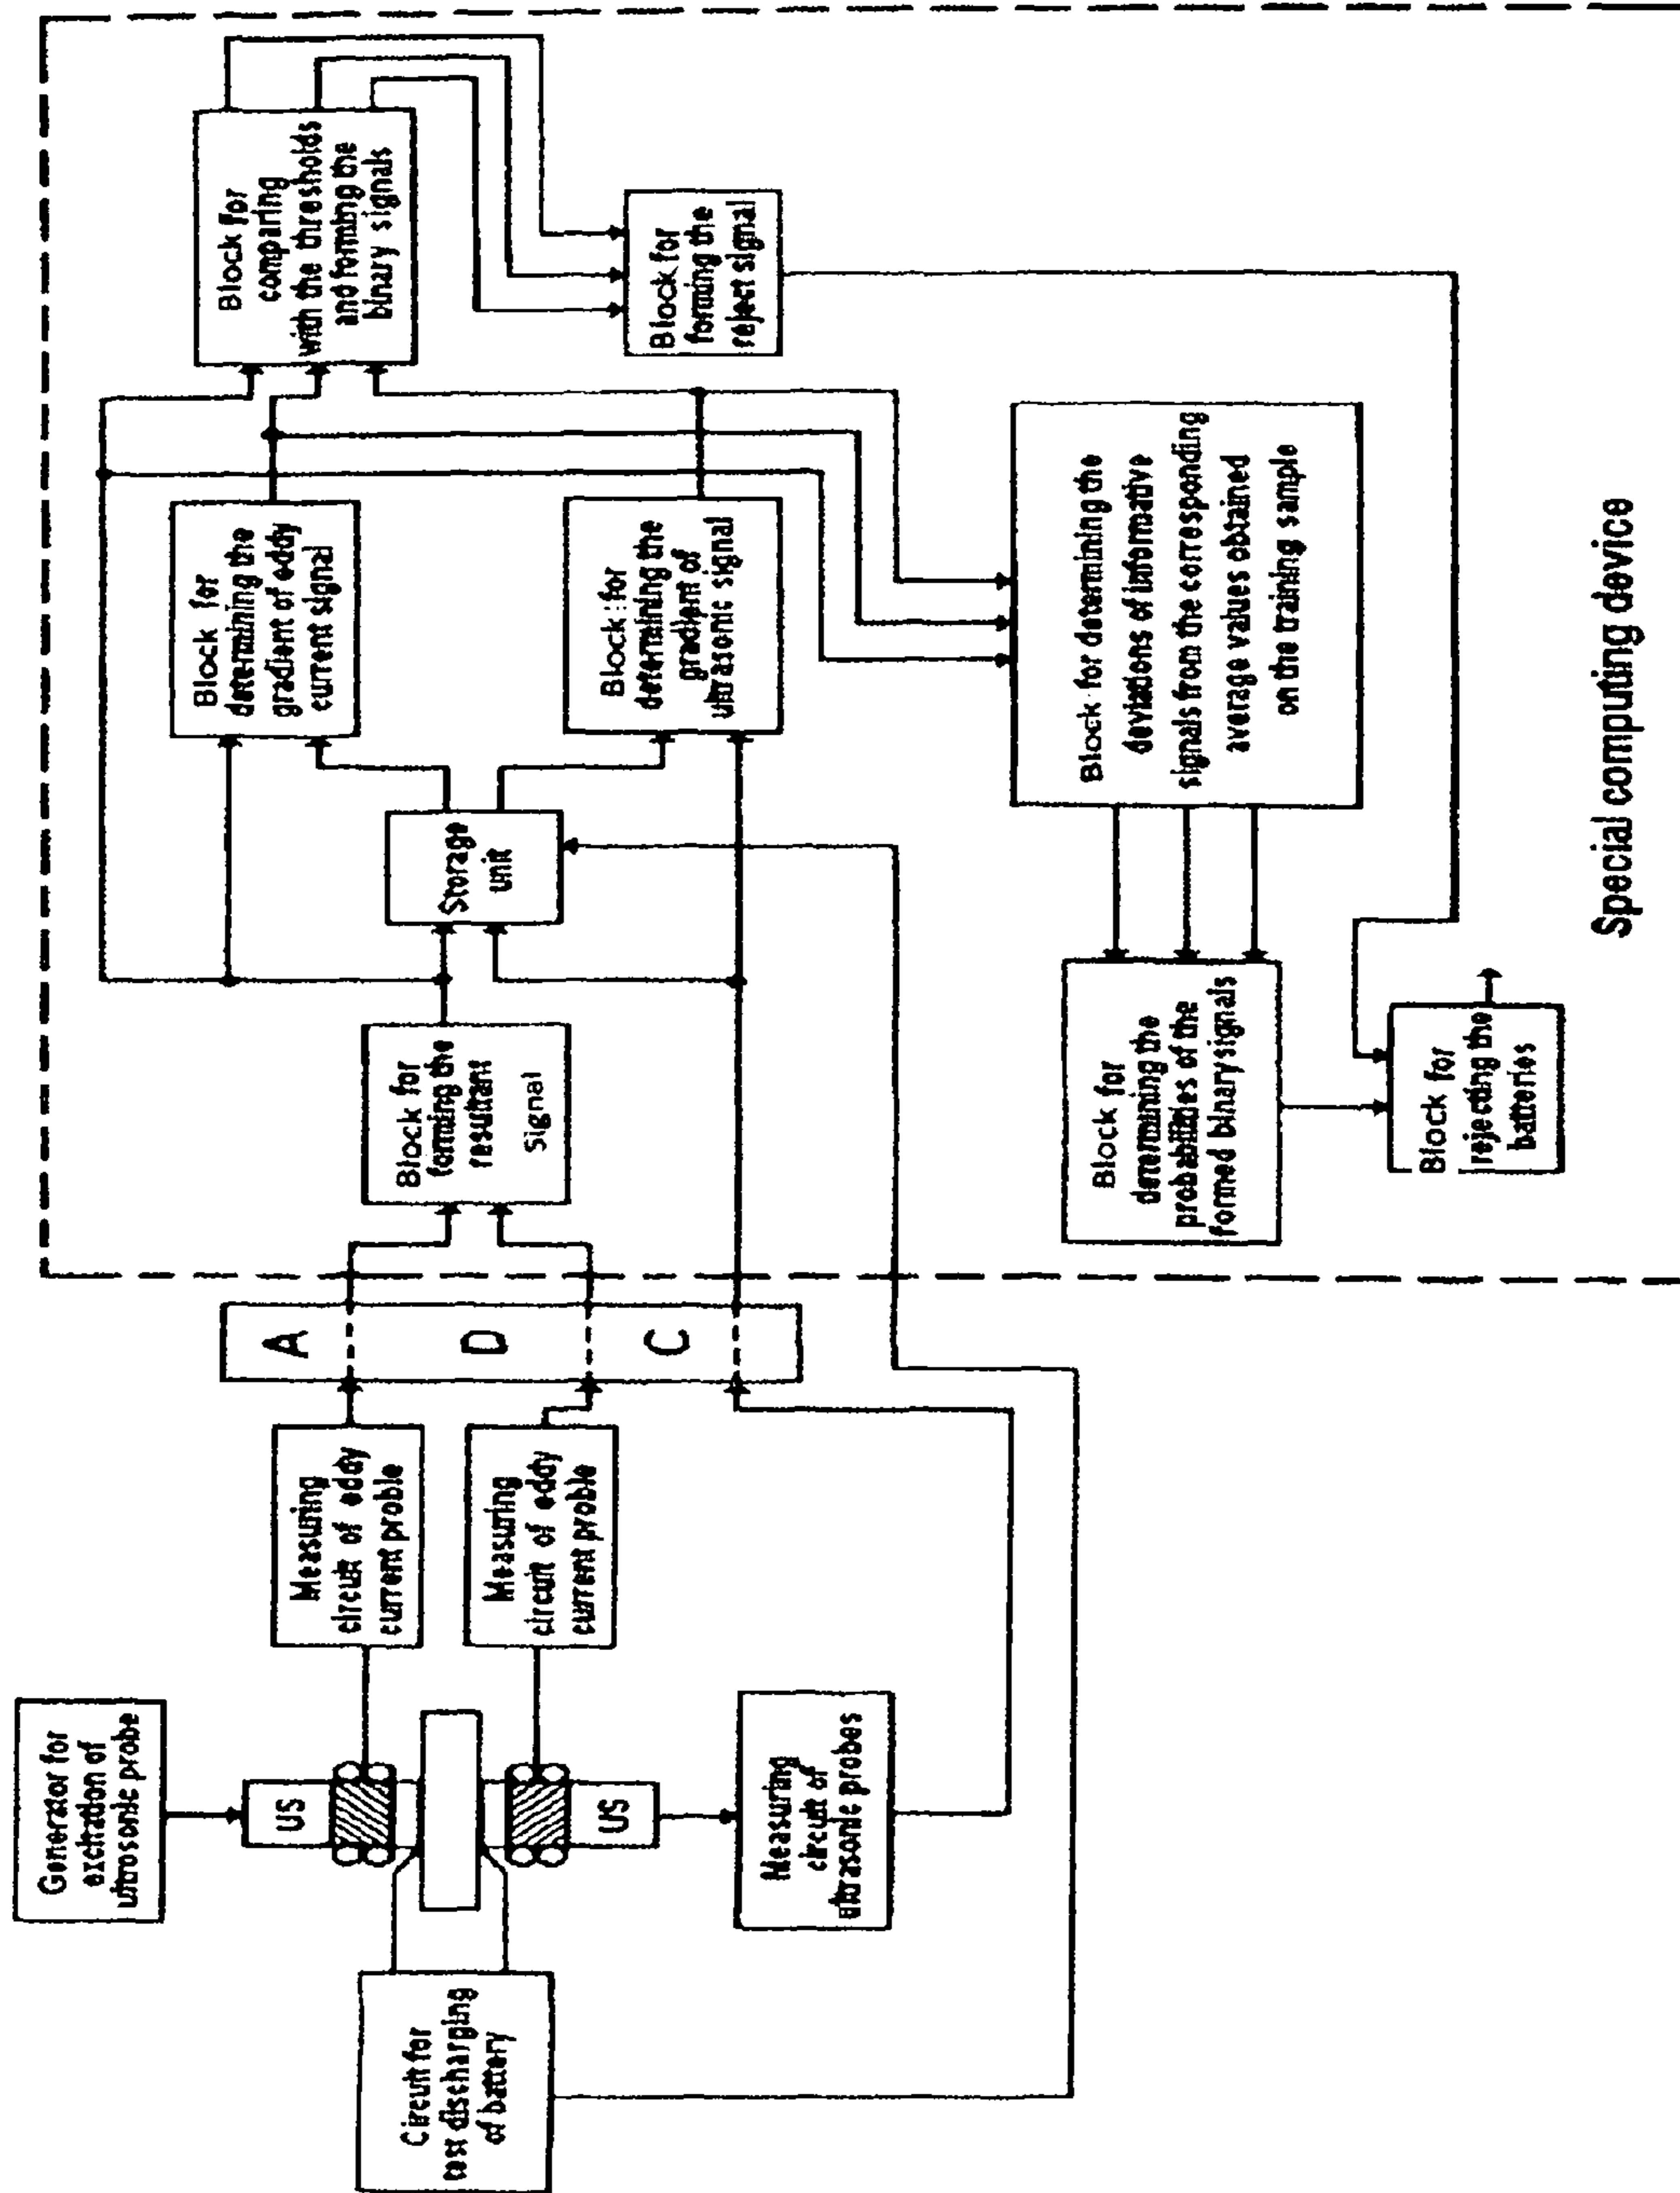 Generator for
excitation of
ultrosonic probe
Circuit for
test discharging
of battery
US
US
Measuring
circuit of eddy
current proble
Measuring
circuit of eddy
current proble
Measuring
circuit of
ultrasonic probes
A
D
C
Block for
forming the
resultant
Signal
Storage
unit
Block for
determining the
gradient of eddy
current signal
Block for
determining the
gradient of
ultrasonic signal
Block for
comparing
with the thresholds
and forming the
binary signals
Block for
forming the
reject signal
Block for determining the
deviations of informative
signals from the corresponding
average values obtained
on the training sample
Block for
determining the
probabilities of the
formed binary signals
Block for
rejecting the
batteries
Special computing device